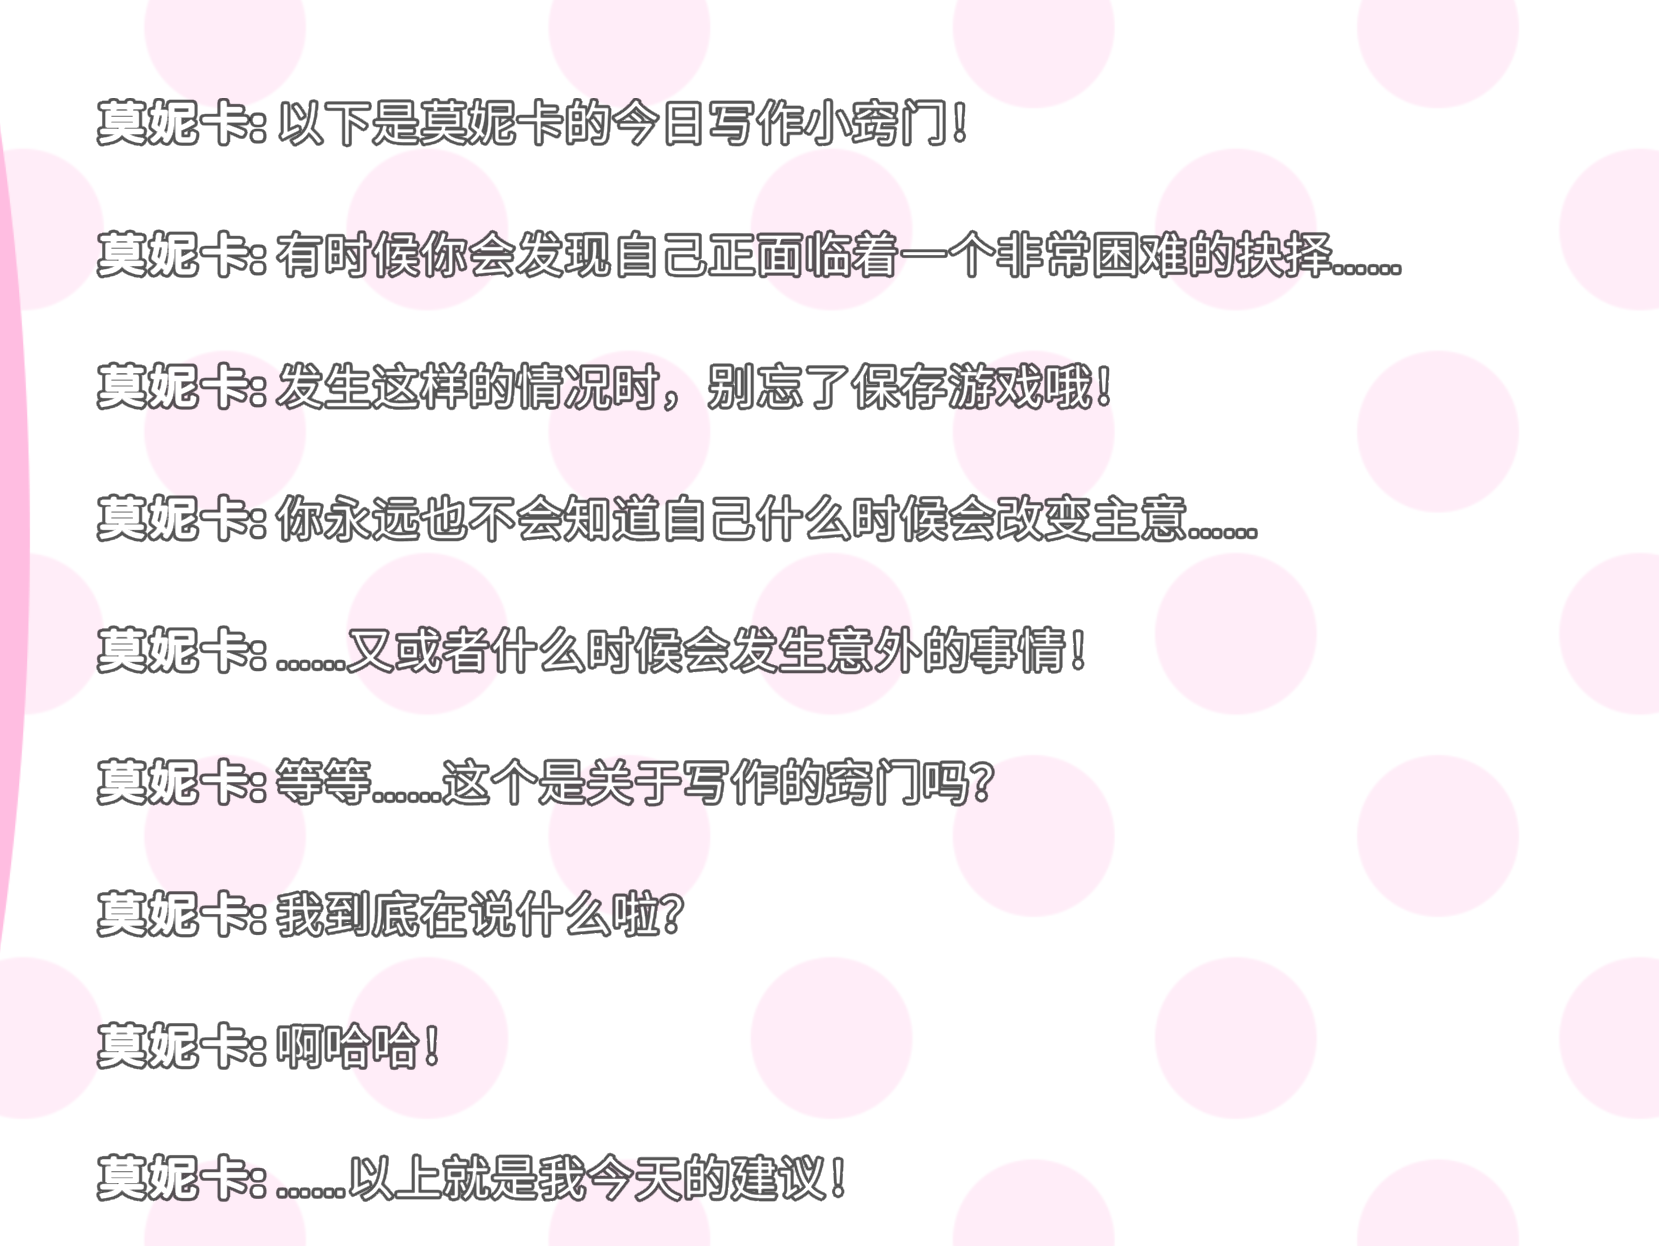 莫妮卡: 以下是莫妮卡的今日写作小窍门！
莫妮卡: 有时候你会发现自己正面临着一个非常困难的抉择……
莫妮卡: 发生这样的情况时，别忘了保存游戏哦！
莫妮卡: 你永远也不会知道自己什么时候会改变主意……
莫妮卡: ……又或者什么时候会发生意外的事情！
莫妮卡: 等等……这个是关于写作的窍门吗？
莫妮卡: 我到底在说什么啦？
莫妮卡: 啊哈哈！
莫妮卡: ……以上就是我今天的建议！